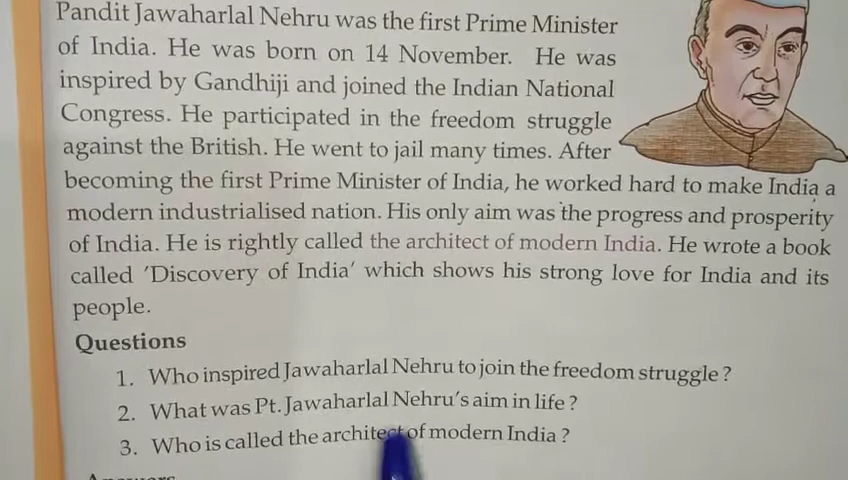 Pandit Jawaharlal Nehru was the first Prime Minister
of India. He was born on 14 November. He was
inspired by Gandhiji and joined the Indian National
Congress. He participated in the freedom struggle
against the British. He went to jail many times. After
becoming the first Prime Minister of India, he worked hard to make India a
modern industrialised nation. His only aim was the progress and prosperity
of India. He is rightly called the architect of modern India. He wrote a book
called 'Discovery of India' which shows his strong love for India and its
people.
Questions
1. Who inspired Jawaharlal Nehru to join the freedom struggle ?
2. What was Pt. Jawaharlal Nehru's aim in life ?
3. Who is called the architect of modern India ?